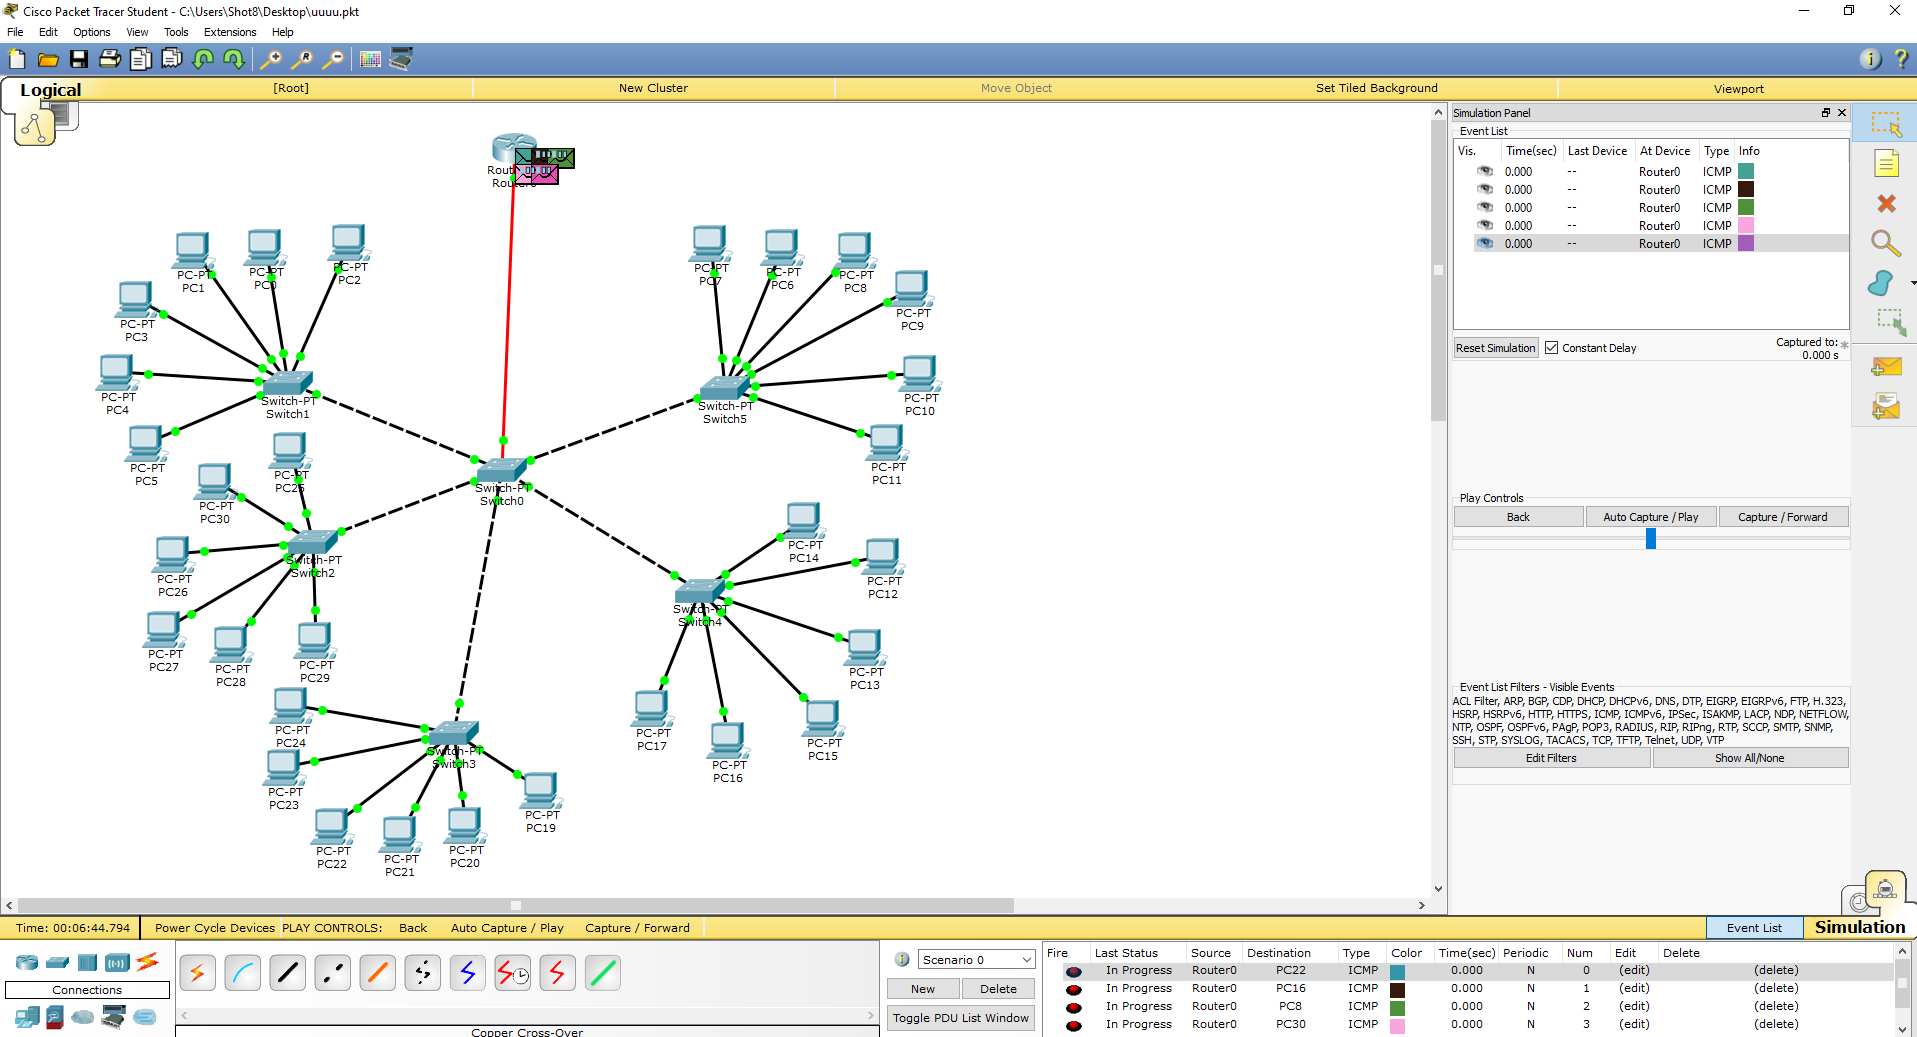 Cisco Packet Tracer Student - C:\Users\Shot8\Desktop\uuuu.pkt
File Edit Options View Tools Extensions Help
Logical [Root] New Cluster Move Object Set Tiled Background Viewport
Router0
PC-PT PC1
PC-PT PC0
PC-PT PC2
PC-PT PC3
PC-PT PC4
PC-PT PC5
Switch-PT Switch1
PC-PT PC7
PC-PT PC6
PC-PT PC8
PC-PT PC9
PC-PT PC10
PC-PT PC11
Switch-PT Switch5
Switch-PT Switch0
PC-PT PC25
PC-PT PC30
PC-PT PC26
PC-PT PC27
PC-PT PC28
PC-PT PC29
Switch-PT Switch2
PC-PT PC14
PC-PT PC12
PC-PT PC13
PC-PT PC15
PC-PT PC16
PC-PT PC17
Switch-PT Switch4
PC-PT PC24
PC-PT PC23
PC-PT PC22
PC-PT PC21
PC-PT PC20
PC-PT PC19
Switch-PT Switch3
Simulation Panel
Event List
Vis. Time(sec) Last Device At Device Type Info
0.000 -- Router0 ICMP
0.000 -- Router0 ICMP
0.000 -- Router0 ICMP
0.000 -- Router0 ICMP
0.000 -- Router0 ICMP
Reset Simulation Constant Delay Captured to: *
0.000 s
Play Controls
Back Auto Capture / Play Capture / Forward
Event List Filters - Visible Events
ACL Filter, ARP, BGP, CDP, DHCP, DHCPv6, DNS, DTP, EIGRP, EIGRPv6, FTP, H.323,
HSRP, HSRPv6, HTTP, HTTPS, ICMP, ICMPv6, IPSec, ISAKMP, LACP, NDP, NETFLOW,
NTP, OSPF, OSPFv6, PAgP, POP3, RADIUS, RIP, RIPng, RTP, SCCP, SMTP, SNMP,
SSH, STP, SYSLOG, TACACS, TCP, TFTP, Telnet, UDP, VTP
Edit Filters Show All/None
Time: 00:06:44.794 Power Cycle Devices PLAY CONTROLS: Back Auto Capture / Play Capture / Forward Event List Simulation
Connections
Copper Cross-Over
Scenario 0
New Delete
Toggle PDU List Window
Fire Last Status Source Destination Type Color Time(sec) Periodic Num Edit Delete
In Progress Router0 PC22 ICMP 0.000 N 0 (edit) (delete)
In Progress Router0 PC16 ICMP 0.000 N 1 (edit) (delete)
In Progress Router0 PC8 ICMP 0.000 N 2 (edit) (delete)
In Progress Router0 PC30 ICMP 0.000 N 3 (edit) (delete)